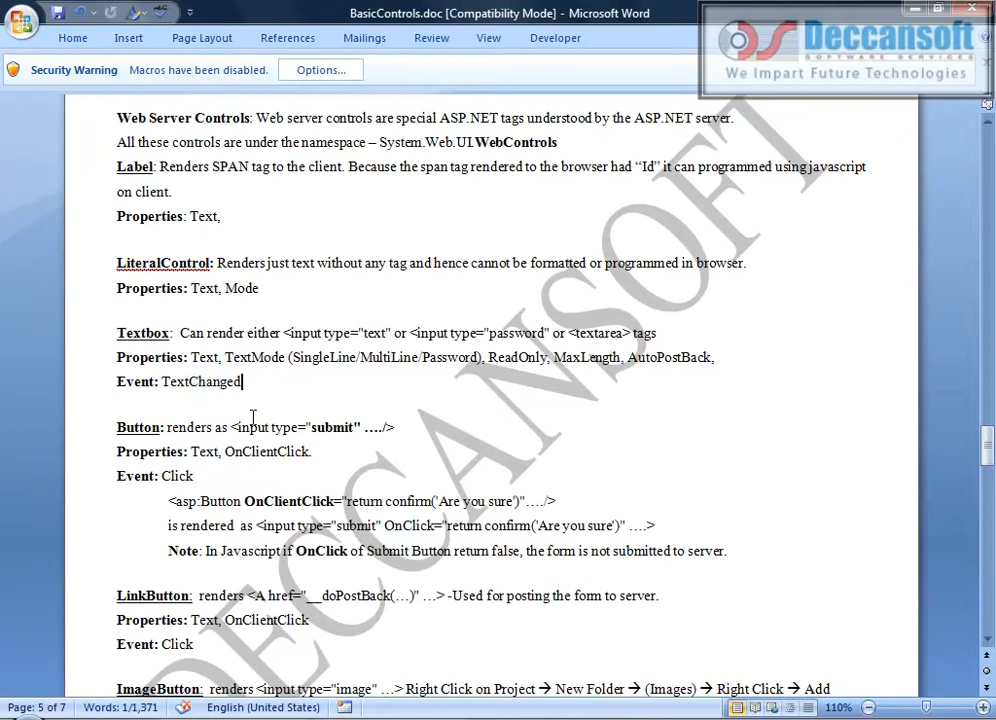 BasicControls.doc [Compatibility Mode] - Microsoft Word
Home Insert Page Layout References Mailings Review View Developer
Deccansoft
SOFTWARE SERVICES
We Impart Future Technologies
Security Warning Macros have been disabled. Options...
Web Server Controls: Web server controls are special ASP.NET tags understood by the ASP.NET server.
All these controls are under the namespace – System.Web.UI.WebControls
Label: Renders SPAN tag to the client. Because the span tag rendered to the browser had “Id” it can programmed using javascript
on client.
Properties: Text,
LiteralControl: Renders just text without any tag and hence cannot be formatted or programmed in browser.
Properties: Text, Mode
Textbox: Can render either <input type="text" or <input type="password" or <textarea> tags
Properties: Text, TextMode (SingleLine/MultiLine/Password), ReadOnly, MaxLength, AutoPostBack,
Event: TextChanged
Button: renders as <input type="submit" …./>
Properties: Text, OnClientClick.
Event: Click
<asp:Button OnClientClick="return confirm('Are you sure')"…./>
is rendered as <input type="submit" OnClick="return confirm('Are you sure')" ….>
Note: In Javascript if OnClick of Submit Button return false, the form is not submitted to server.
LinkButton: renders <A href="__doPostBack(…)" …> -Used for posting the form to server.
Properties: Text, OnClientClick
Event: Click
ImageButton: renders <input type="image" …> Right Click on Project → New Folder → (Images) → Right Click → Add
DECCANSOFT
Page: 5 of 7 Words: 1/1,371 English (United States) 110%